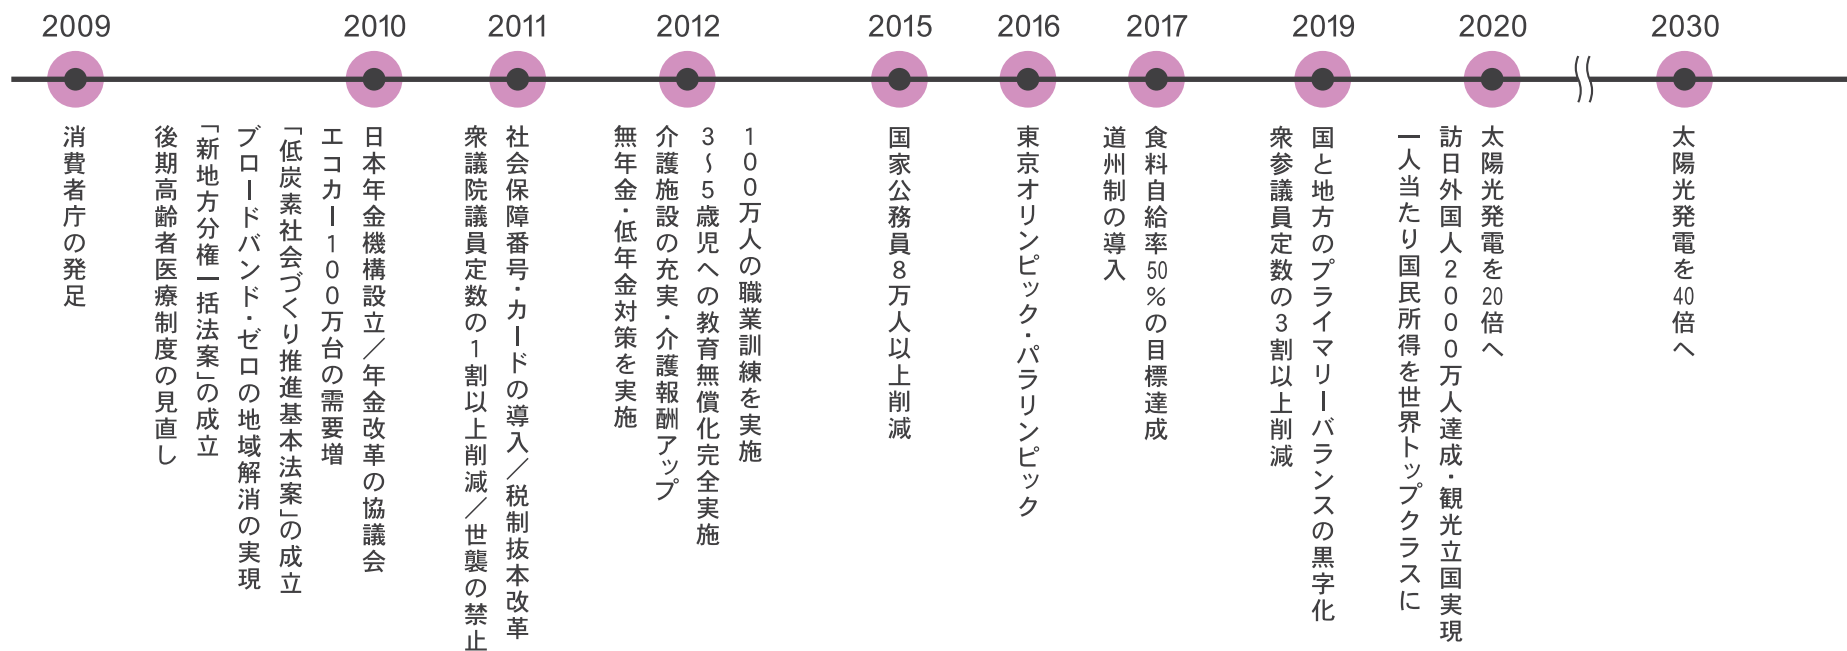 2009
消費者庁の発足
2010
日本年金機構設立／年金改革の協議会
エコカー100万台の需要増
「低炭素社会づくり推進基本法案」の成立
ブロードバンド・ゼロの地域解消の実現
「新地方分権一括法案」の成立
後期高齢者医療制度の見直し
2011
社会保障番号・カードの導入／税制抜本改革
衆議院議員定数の1割以上削減／世襲の禁止
2012
100万人の職業訓練を実施
3～5歳児への教育無償化完全実施
介護施設の充実・介護報酬アップ
無年金・低年金対策を実施
2015
国家公務員8万人以上削減
2016
東京オリンピック・パラリンピック
2017
食料自給率50%の目標達成
道州制の導入
2019
国と地方のプライマリーバランスの黒字化
衆参議員定数の3割以上削減
2020
太陽光発電を20倍へ
訪日外国人2000万人達成・観光立国実現
一人当たり国民所得を世界トップクラスに
2030
太陽光発電を40倍へ